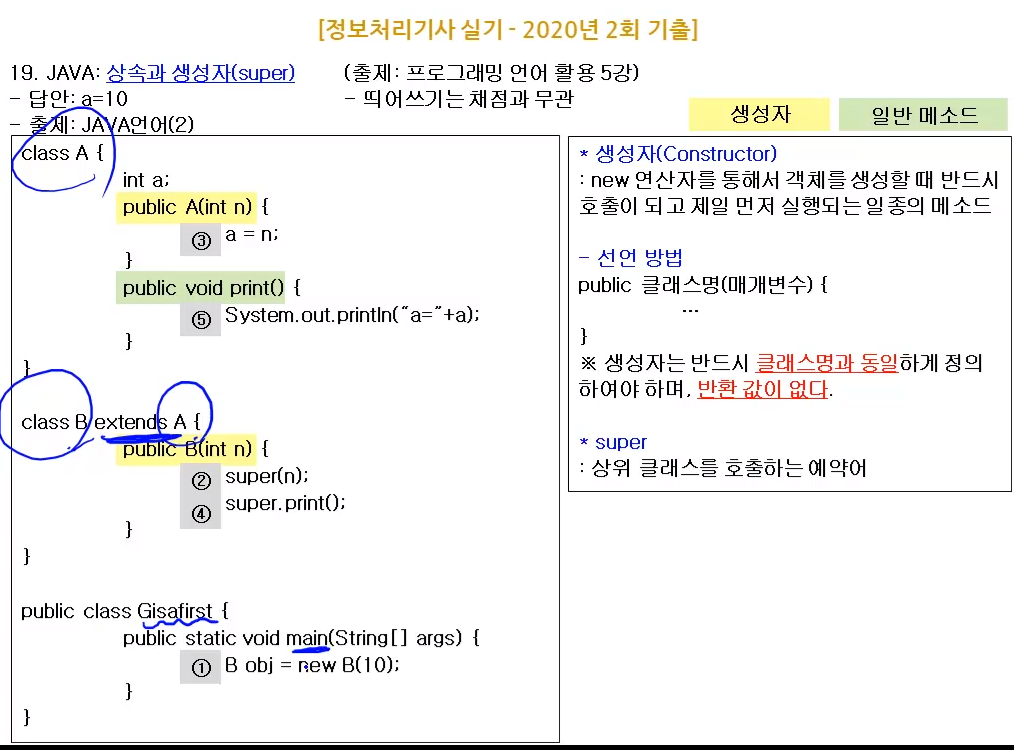 [정보처리기사 실기 - 2020년 2회 기출]
19. JAVA: 상속과 생성자(super) (출제: 프로그래밍 언어 활용 5강)
- 답안: a=10 - 띄어쓰기는 채점과 무관
- 출제: JAVA언어(2)
생성자 일반 메소드
class A {
int a;
public A(int n) {
③ a = n;
}
public void print() {
⑤ System.out.println("a="+a);
}
}
class B extends A {
public B(int n) {
② super(n);
④ super.print();
}
}
public class Gisafirst {
public static void main(String[] args) {
① B obj = new B(10);
}
}
* 생성자(Constructor)
: new 연산자를 통해서 객체를 생성할 때 반드시
호출이 되고 제일 먼저 실행되는 일종의 메소드
- 선언 방법
public 클래스명(매개변수) {
...
}
※ 생성자는 반드시 클래스명과 동일하게 정의
하여야 하며, 반환 값이 없다.
* super
: 상위 클래스를 호출하는 예약어